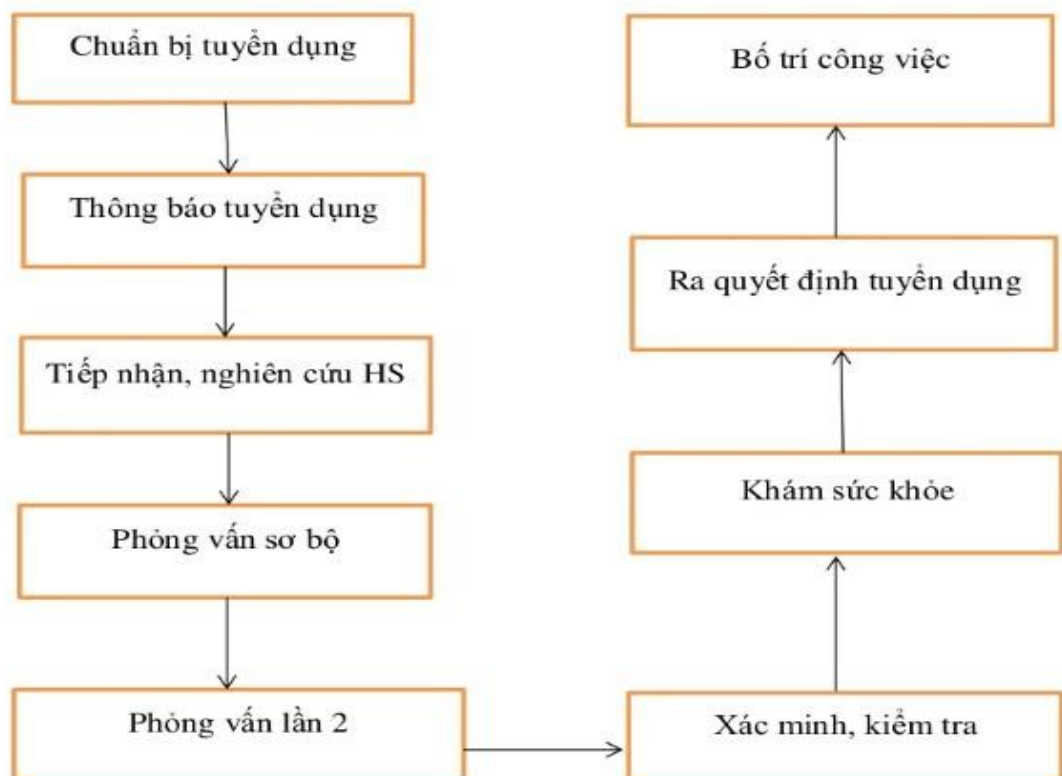 Chuẩn bị tuyển dụng
Thông báo tuyển dụng
Tiếp nhận, nghiên cứu HS
Phỏng vấn sơ bộ
Phỏng vấn lần 2
Xác minh, kiểm tra
Khám sức khỏe
Ra quyết định tuyển dụng
Bố trí công việc